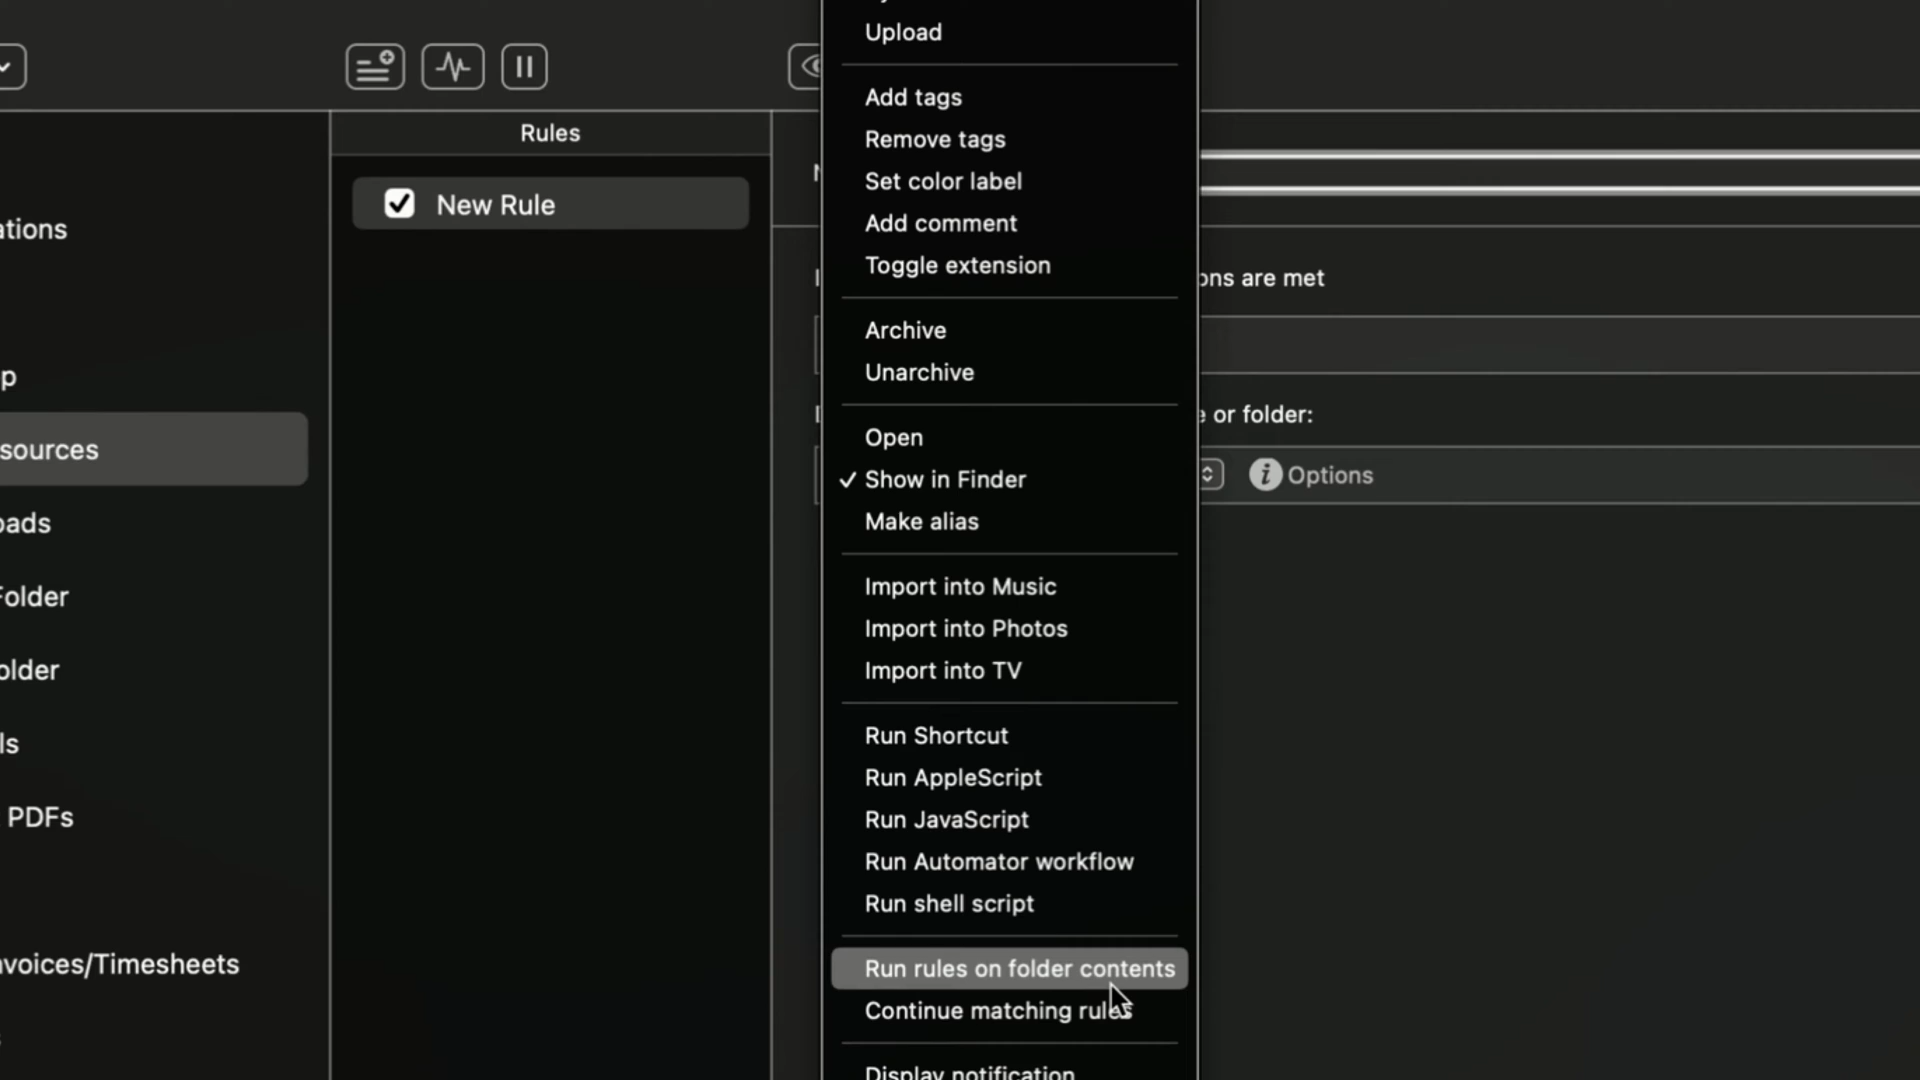 Upload
Add tags
Remove tags
Set color label
Add comment
Toggle extension
Archive
Unarchive
Open
✓ Show in Finder
Make alias
Import into Music
Import into Photos
Import into TV
Run Shortcut
Run AppleScript
Run JavaScript
Run Automator workflow
Run shell script
Run rules on folder contents
Continue matching rules
Display notification
Rules
New Rule
ations
p
sources
oads
Folder
older
ls
PDFs
nvoices/Timesheets
ons are met
e or folder:
Options